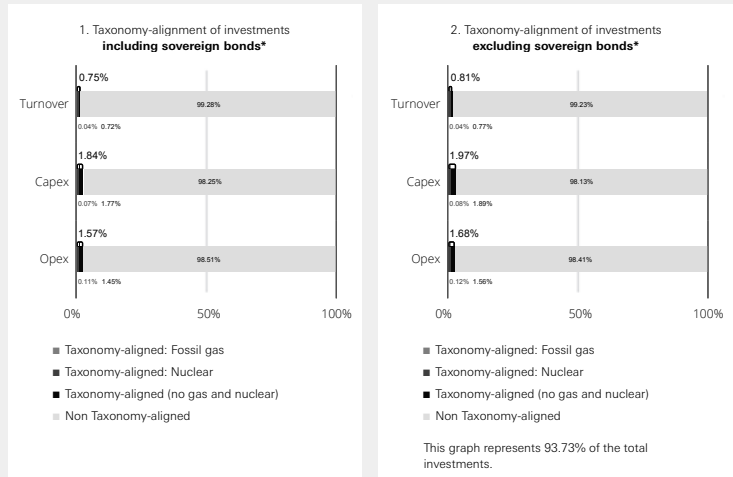 1. Taxonomy-alignment of investments
including sovereign bonds*
0.75%
Turnover
99.28%
0.04% 0.72%
1.84%
Capex
98.25%
0.07% 1.77%
1.57%
Opex
98.51%
0.11% 1.45%
0%
50%
100%
Taxonomy-aligned: Fossil gas
Taxonomy-aligned: Nuclear
Taxonomy-aligned (no gas and nuclear)
Non Taxonomy-aligned
2. Taxonomy-alignment of investments
excluding sovereign bonds*
0.81%
Turnover
99.23%
0.04% 0.77%
1.97%
Capex
98.13%
0.08% 1.89%
1.68%
Opex
98.41%
0.12% 1.56%
0%
50%
100%
Taxonomy-aligned: Fossil gas
Taxonomy-aligned: Nuclear
Taxonomy-aligned (no gas and nuclear)
Non Taxonomy-aligned
This graph represents 93.73% of the total
investments.